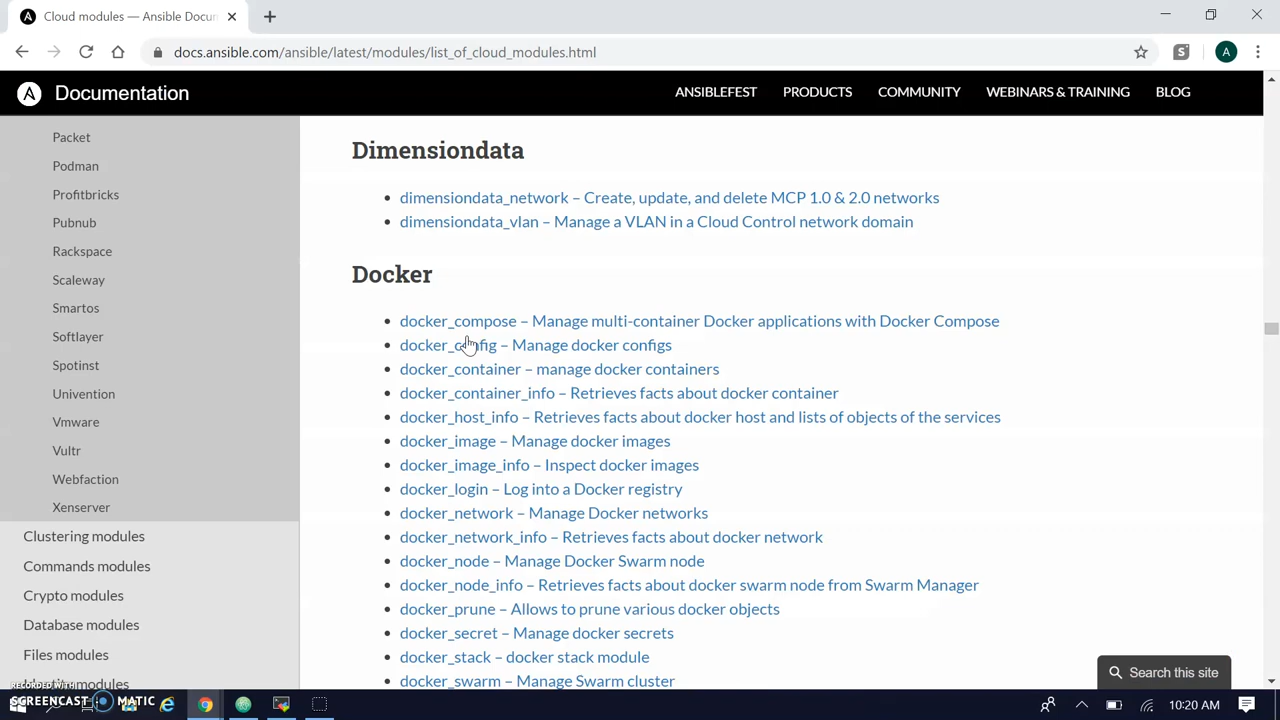 Cloud modules — Ansible Docum
docs.ansible.com/ansible/latest/modules/list_of_cloud_modules.html
S
A
Documentation
ANSIBLEFEST
PRODUCTS
COMMUNITY
WEBINARS & TRAINING
BLOG
Packet
Podman
Profitbricks
Pubnub
Rackspace
Scaleway
Smartos
Softlayer
Spotinst
Univention
Vmware
Vultr
Webfaction
Xenserver
Clustering modules
Commands modules
Crypto modules
Database modules
Files modules
modules
Dimensiondata
dimensiondata_network – Create, update, and delete MCP 1.0 & 2.0 networks
dimensiondata_vlan – Manage a VLAN in a Cloud Control network domain
Docker
docker_compose – Manage multi-container Docker applications with Docker Compose
docker_config – Manage docker configs
docker_container – manage docker containers
docker_container_info – Retrieves facts about docker container
docker_host_info – Retrieves facts about docker host and lists of objects of the services
docker_image – Manage docker images
docker_image_info – Inspect docker images
docker_login – Log into a Docker registry
docker_network – Manage Docker networks
docker_network_info – Retrieves facts about docker network
docker_node – Manage Docker Swarm node
docker_node_info – Retrieves facts about docker swarm node from Swarm Manager
docker_prune – Allows to prune various docker objects
docker_secret – Manage docker secrets
docker_stack – docker stack module
docker_swarm – Manage Swarm cluster
Search this site
RECORDED WITH
SCREENCAST MATIC
10:20 AM